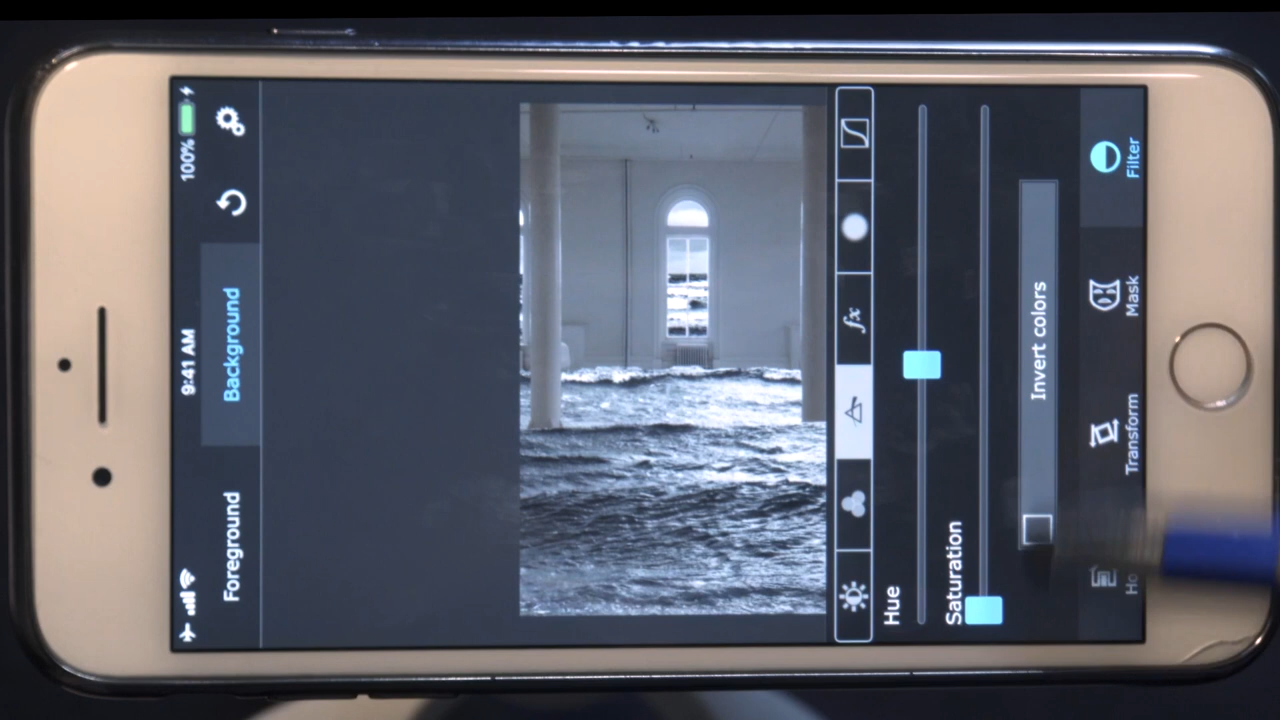 9:41 AM 100%
Foreground Background
fx
Hue
Saturation
Invert colors
Transform Mask Filter